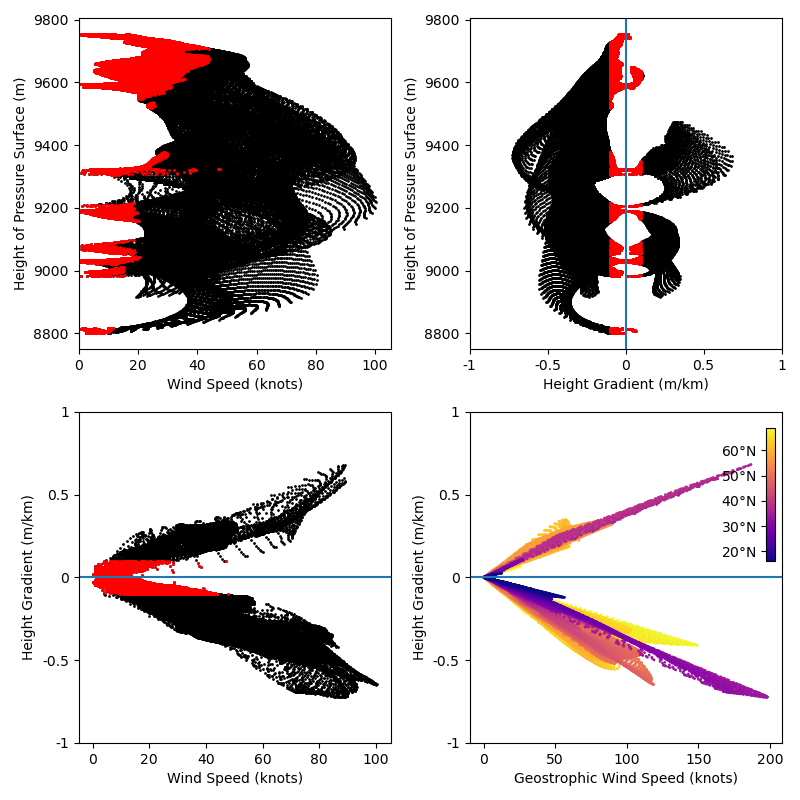 9800
9600
9400
9200
9000
8800
Height of Pressure Surface (m)
0 20 40 60 80 100
Wind Speed (knots)
9800
9600
9400
9200
9000
8800
Height of Pressure Surface (m)
-1 -0.5 0 0.5 1
Height Gradient (m/km)
1
0.5
0
-0.5
-1
Height Gradient (m/km)
0 20 40 60 80 100
Wind Speed (knots)
1
0.5
0
-0.5
-1
Height Gradient (m/km)
60°N
50°N
40°N
30°N
20°N
0 50 100 150 200
Geostrophic Wind Speed (knots)